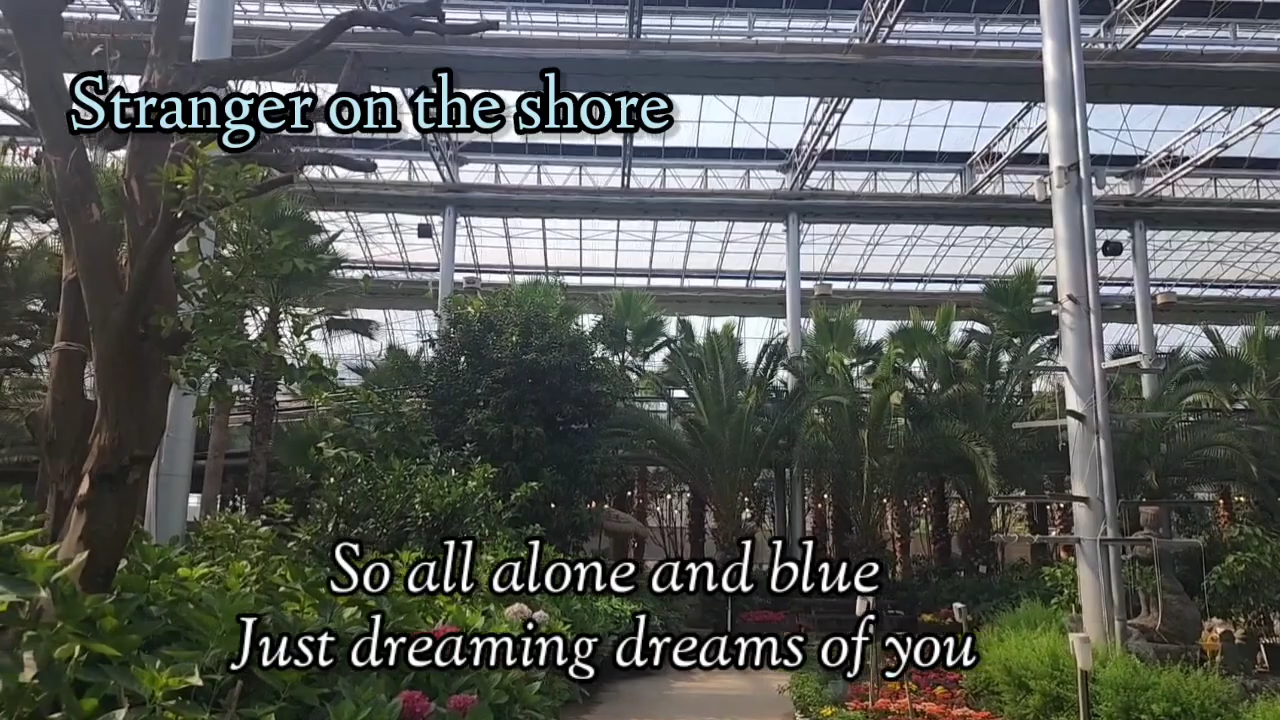 Stranger on the shore
So all alone and blue
Just dreaming dreams of you